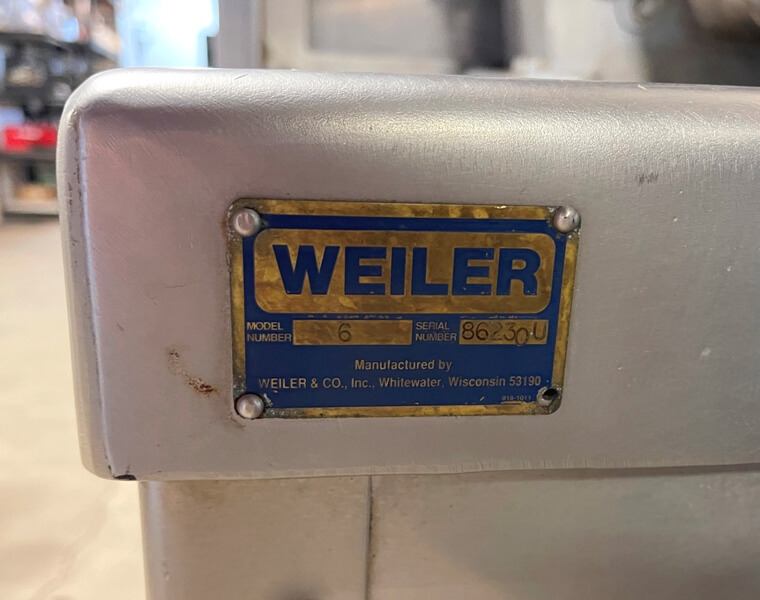 WEILER
MODEL NUMBER 6 SERIAL NUMBER 86230-U
Manufactured by
WEILER & CO., Inc., Whitewater, Wisconsin 53190